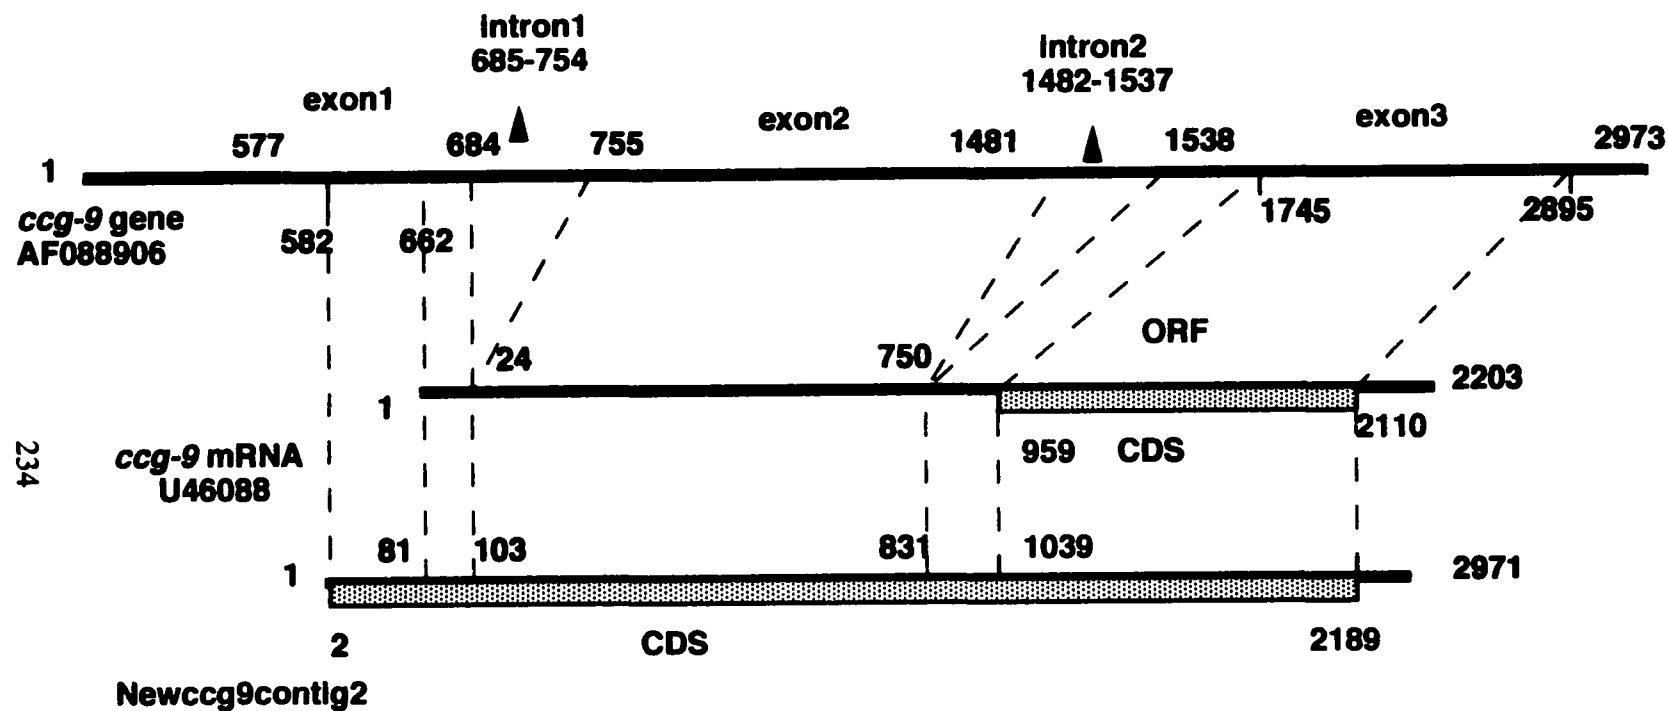 Intron1
685-754
Intron2
1482-1537
exon1
exon2
exon3
577
684
755
1481
1538
2973
1
ccg-9 gene
AF088906
582
662
1745
2895
ORF
24
750
2203
1
2110
ccg-9 mRNA
U46088
959
CDS
234
81
103
831
1039
2971
1
2
CDS
2189
Newccg9contig2